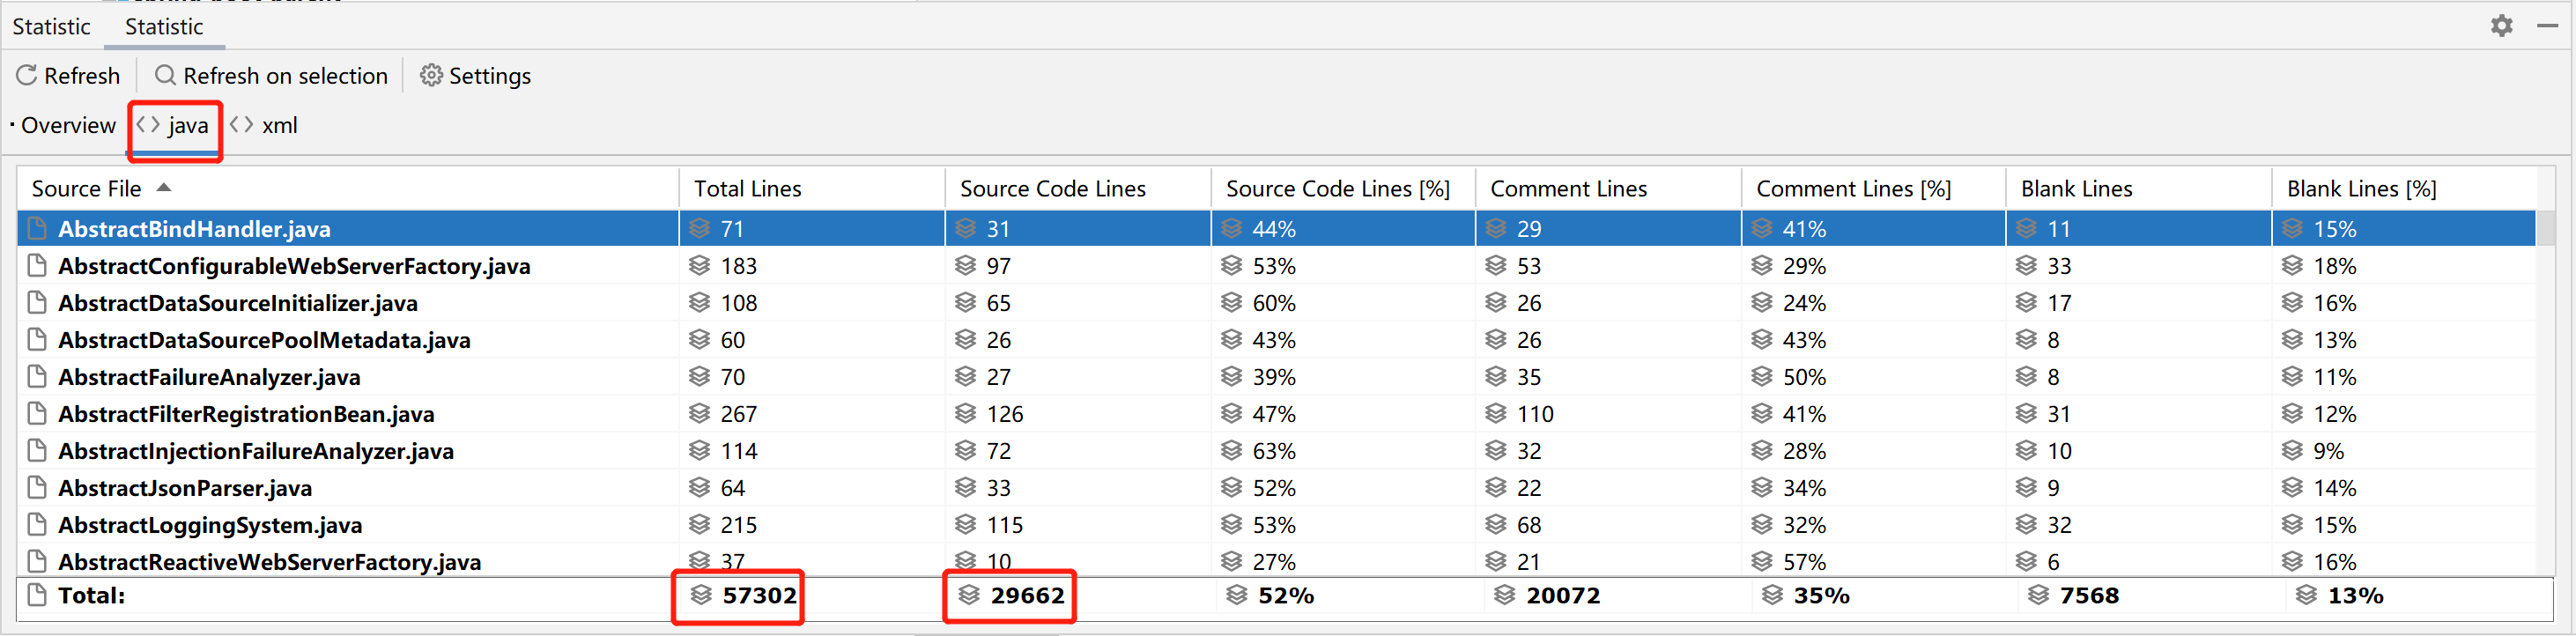 Statistic Statistic
Refresh Refresh on selection Settings
Overview java xml
Source File Total Lines Source Code Lines Source Code Lines [%] Comment Lines Comment Lines [%] Blank Lines Blank Lines [%]
AbstractBindHandler.java 71 31 44% 29 41% 11 15%
AbstractConfigurableWebServerFactory.java 183 97 53% 53 29% 33 18%
AbstractDataSourceInitializer.java 108 65 60% 26 24% 17 16%
AbstractDataSourcePoolMetadata.java 60 26 43% 26 43% 8 13%
AbstractFailureAnalyzer.java 70 27 39% 35 50% 8 11%
AbstractFilterRegistrationBean.java 267 126 47% 110 41% 31 12%
AbstractInjectionFailureAnalyzer.java 114 72 63% 32 28% 10 9%
AbstractJsonParser.java 64 33 52% 22 34% 9 14%
AbstractLoggingSystem.java 215 115 53% 68 32% 32 15%
AbstractReactiveWebServerFactory.java 37 10 27% 21 57% 6 16%
Total: 57302 29662 52% 20072 35% 7568 13%